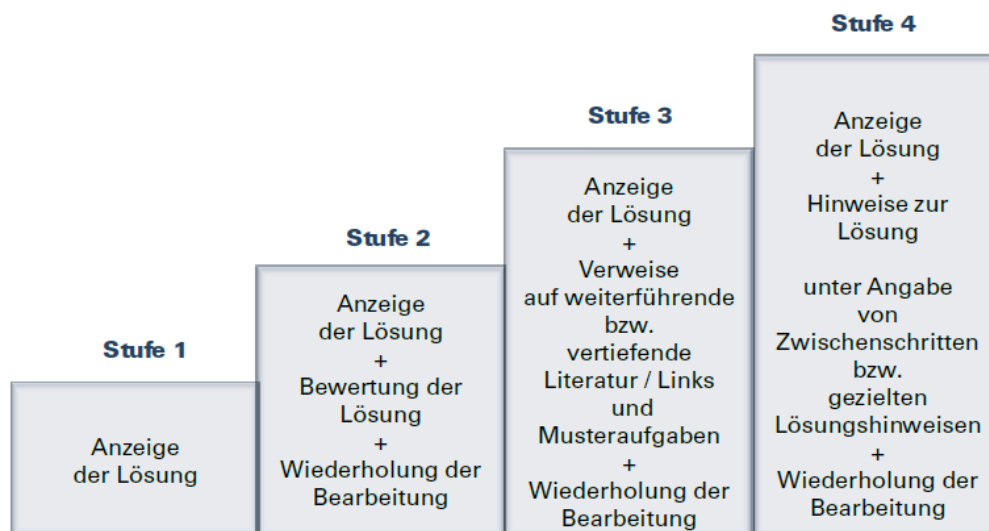 Stufe 1
Anzeige
der Lösung
Stufe 2
Anzeige
der Lösung
+
Bewertung der
Lösung
+
Wiederholung der
Bearbeitung
Stufe 3
Anzeige
der Lösung
+
Verweise
auf weiterführende
bzw.
vertiefende
Literatur / Links
und
Musteraufgaben
+
Wiederholung der
Bearbeitung
Stufe 4
Anzeige
der Lösung
+
Hinweise zur
Lösung
unter Angabe
von
Zwischenschritten
bzw.
gezielten
Lösungshinweisen
+
Wiederholung der
Bearbeitung